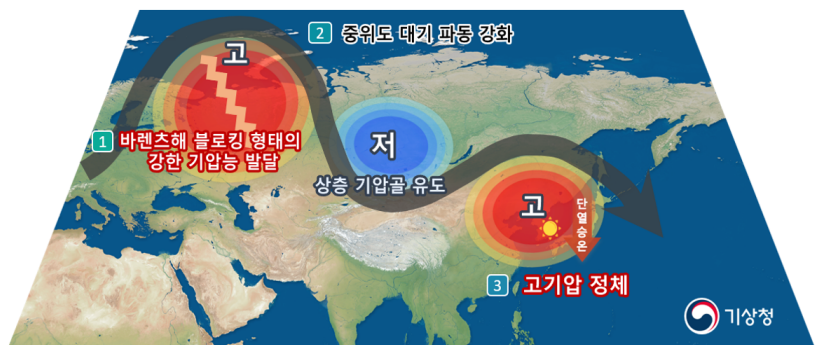 2 중위도 대기 파동 강화
고
1 바렌츠해 블로킹 형태의
강한 기압능 발달
저
상층 기압골 유도
고
단열승온
3 고기압 정체
기상청